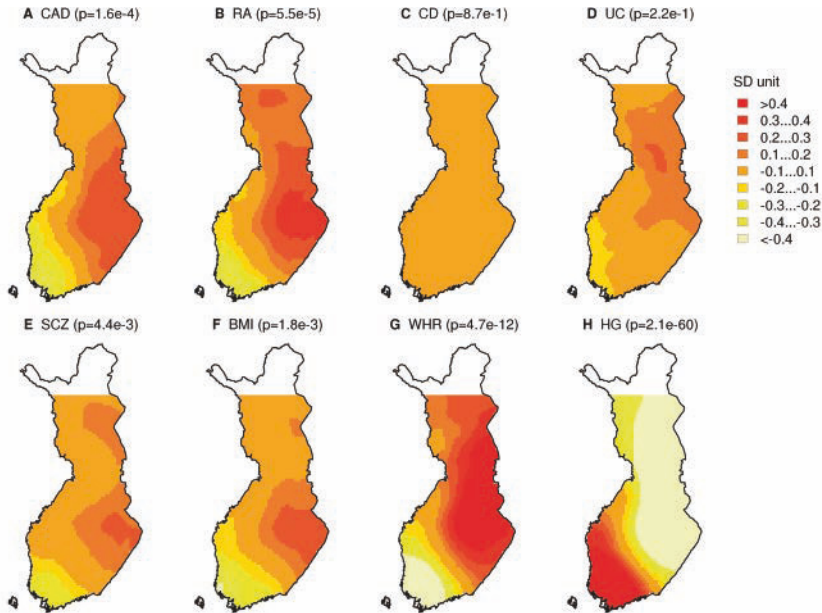 A CAD (p=1.6e-4)
B RA (p=5.5e-5)
C CD (p=8.7e-1)
D UC (p=2.2e-1)
SD unit
>0.4
0.3...0.4
0.2...0.3
0.1...0.2
-0.1...0.1
-0.2...-0.1
-0.3...-0.2
-0.4...-0.3
<-0.4
E SCZ (p=4.4e-3)
F BMI (p=1.8e-3)
G WHR (p=4.7e-12)
H HG (p=2.1e-60)